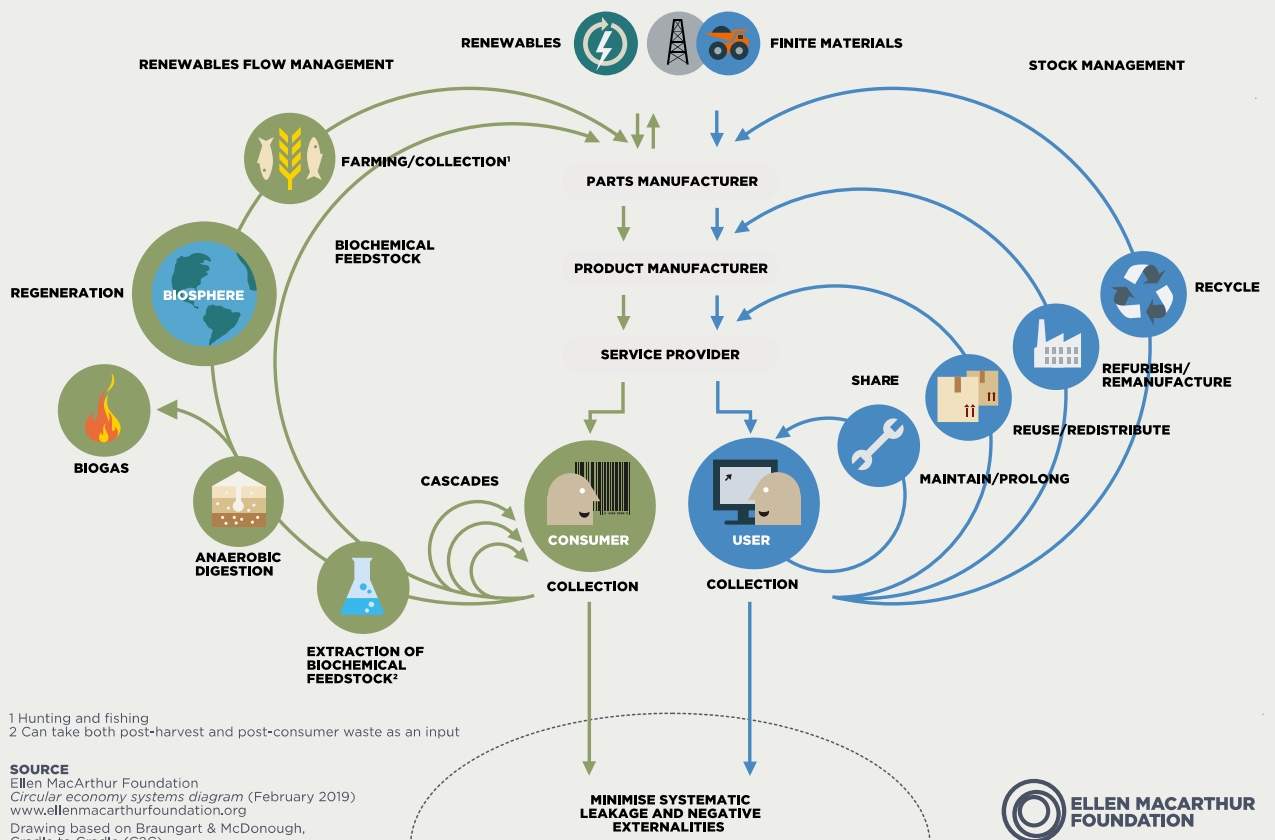 RENEWABLES
FINITE MATERIALS
RENEWABLES FLOW MANAGEMENT
STOCK MANAGEMENT
FARMING/COLLECTION¹
PARTS MANUFACTURER
BIOCHEMICAL
FEEDSTOCK
PRODUCT MANUFACTURER
REGENERATION
BIOSPHERE
RECYCLE
SERVICE PROVIDER
SHARE
REFURBISH/
REMANUFACTURE
REUSE/REDISTRIBUTE
BIOGAS
CASCADES
MAINTAIN/PROLONG
CONSUMER
USER
ANAEROBIC
DIGESTION
COLLECTION
COLLECTION
EXTRACTION OF
BIOCHEMICAL
FEEDSTOCK²
1 Hunting and fishing
2 Can take both post-harvest and post-consumer waste as an input
SOURCE
Ellen MacArthur Foundation
Circular economy systems diagram (February 2019)
www.ellenmacarthurfoundation.org
Drawing based on Braungart & McDonough,
Cradle to Cradle (C2C)
MINIMISE SYSTEMATIC
LEAKAGE AND NEGATIVE
EXTERNALITIES
ELLEN MACARTHUR
FOUNDATION